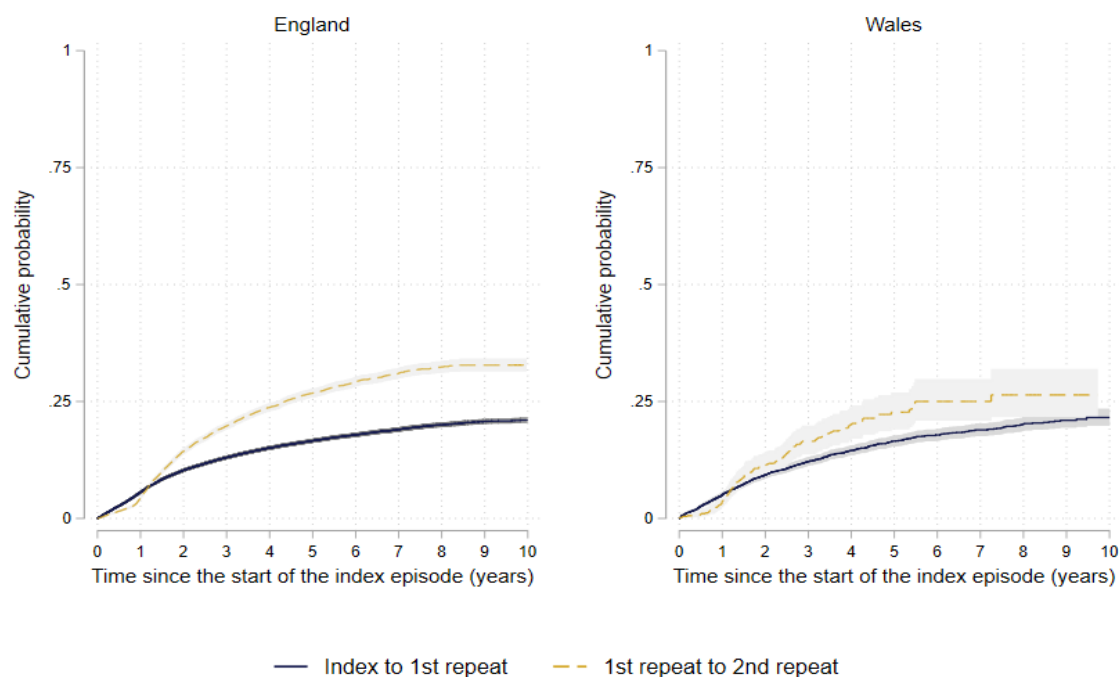 England
Wales
Cumulative probability
1
.75
.5
.25
0
0 1 2 3 4 5 6 7 8 9 10
Time since the start of the index episode (years)
Cumulative probability
1
.75
.5
.25
0
0 1 2 3 4 5 6 7 8 9 10
Time since the start of the index episode (years)
Index to 1st repeat
1st repeat to 2nd repeat